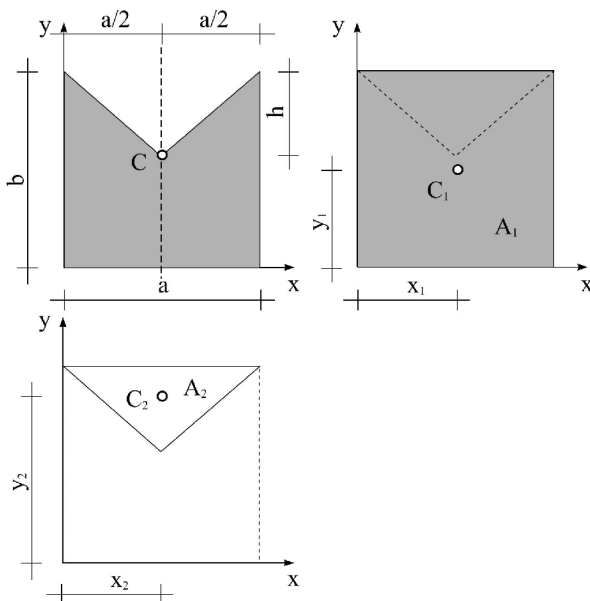 y
a/2
a/2
h
C
b
a
x
y
C₁
y₁
A₁
x₁
x
y
C₂
A₂
y₂
x₂
x